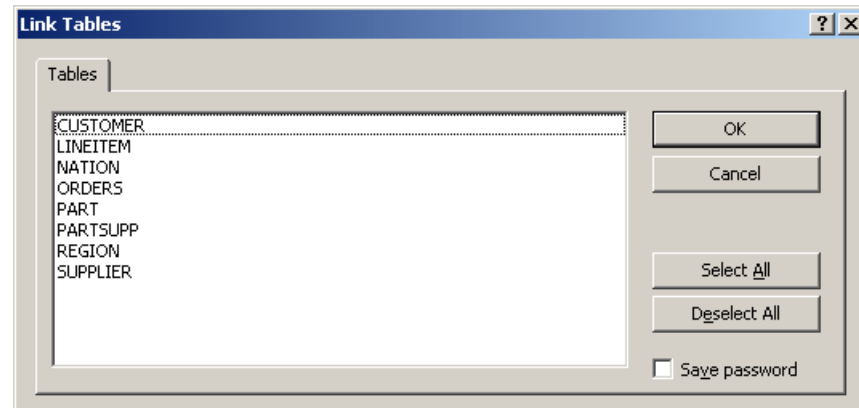 Link Tables
Tables
CUSTOMER
LINEITEM
NATION
ORDERS
PART
PARTSUPP
REGION
SUPPLIER
OK
Cancel
Select All
Deselect All
Save password